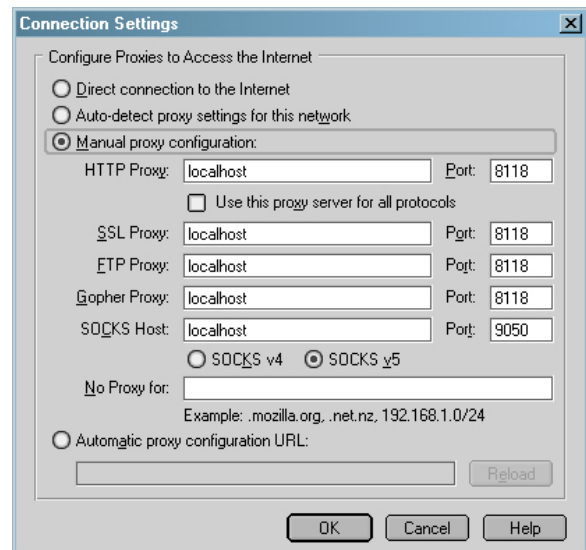 Connection Settings
Configure Proxies to Access the Internet
Direct connection to the Internet
Auto-detect proxy settings for this network
Manual proxy configuration:
HTTP Proxy: localhost Port: 8118
Use this proxy server for all protocols
SSL Proxy: localhost Port: 8118
FTP Proxy: localhost Port: 8118
Gopher Proxy: localhost Port: 8118
SOCKS Host: localhost Port: 9050
SOCKS v4 SOCKS v5
No Proxy for:
Example: .mozilla.org, .net.nz, 192.168.1.0/24
Automatic proxy configuration URL:
Reload
OK Cancel Help